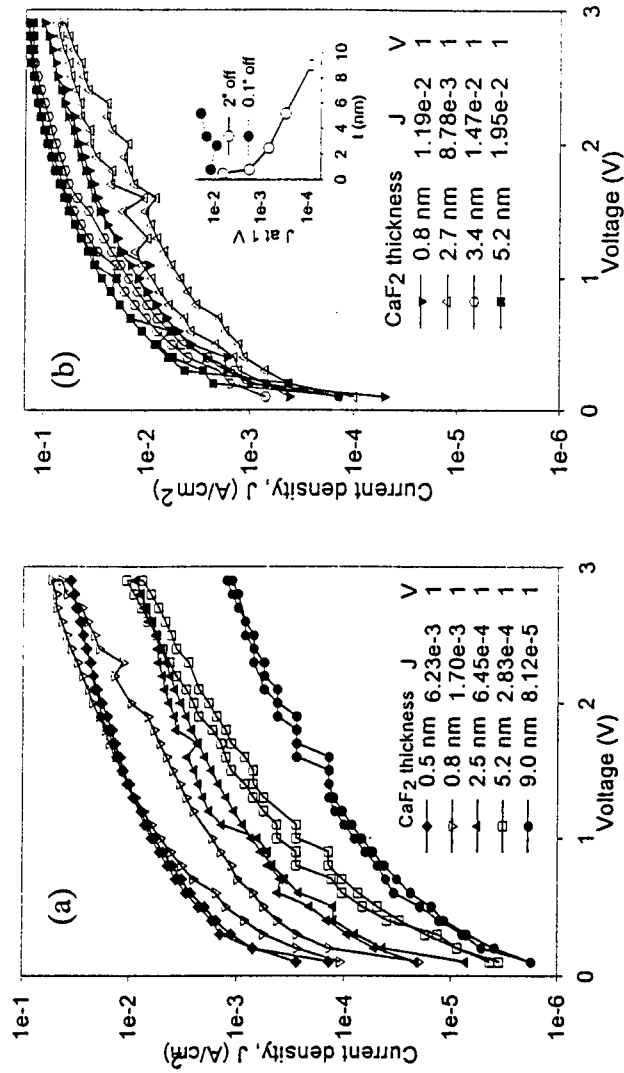 (a)
1e-1
1e-2
1e-3
1e-4
1e-5
1e-6
Current density, J (A/cm²)
0
1
2
3
Voltage (V)
CaF2 thickness J V
0.5 nm 6.23e-3 1
0.8 nm 1.70e-3 1
2.5 nm 6.45e-4 1
5.2 nm 2.83e-4 1
9.0 nm 8.12e-5 1
(b)
1e-1
1e-2
1e-3
1e-4
1e-5
1e-6
Current density, J (A/cm²)
0
1
2
3
Voltage (V)
CaF2 thickness J V
0.8 nm 1.19e-2 1
2.7 nm 8.78e-3 1
3.4 nm 1.47e-2 1
5.2 nm 1.95e-2 1
1e-2
1e-3
1e-4
J at 1 V
2° off
0.1° off
0 2 4 6 8 10
t (nm)